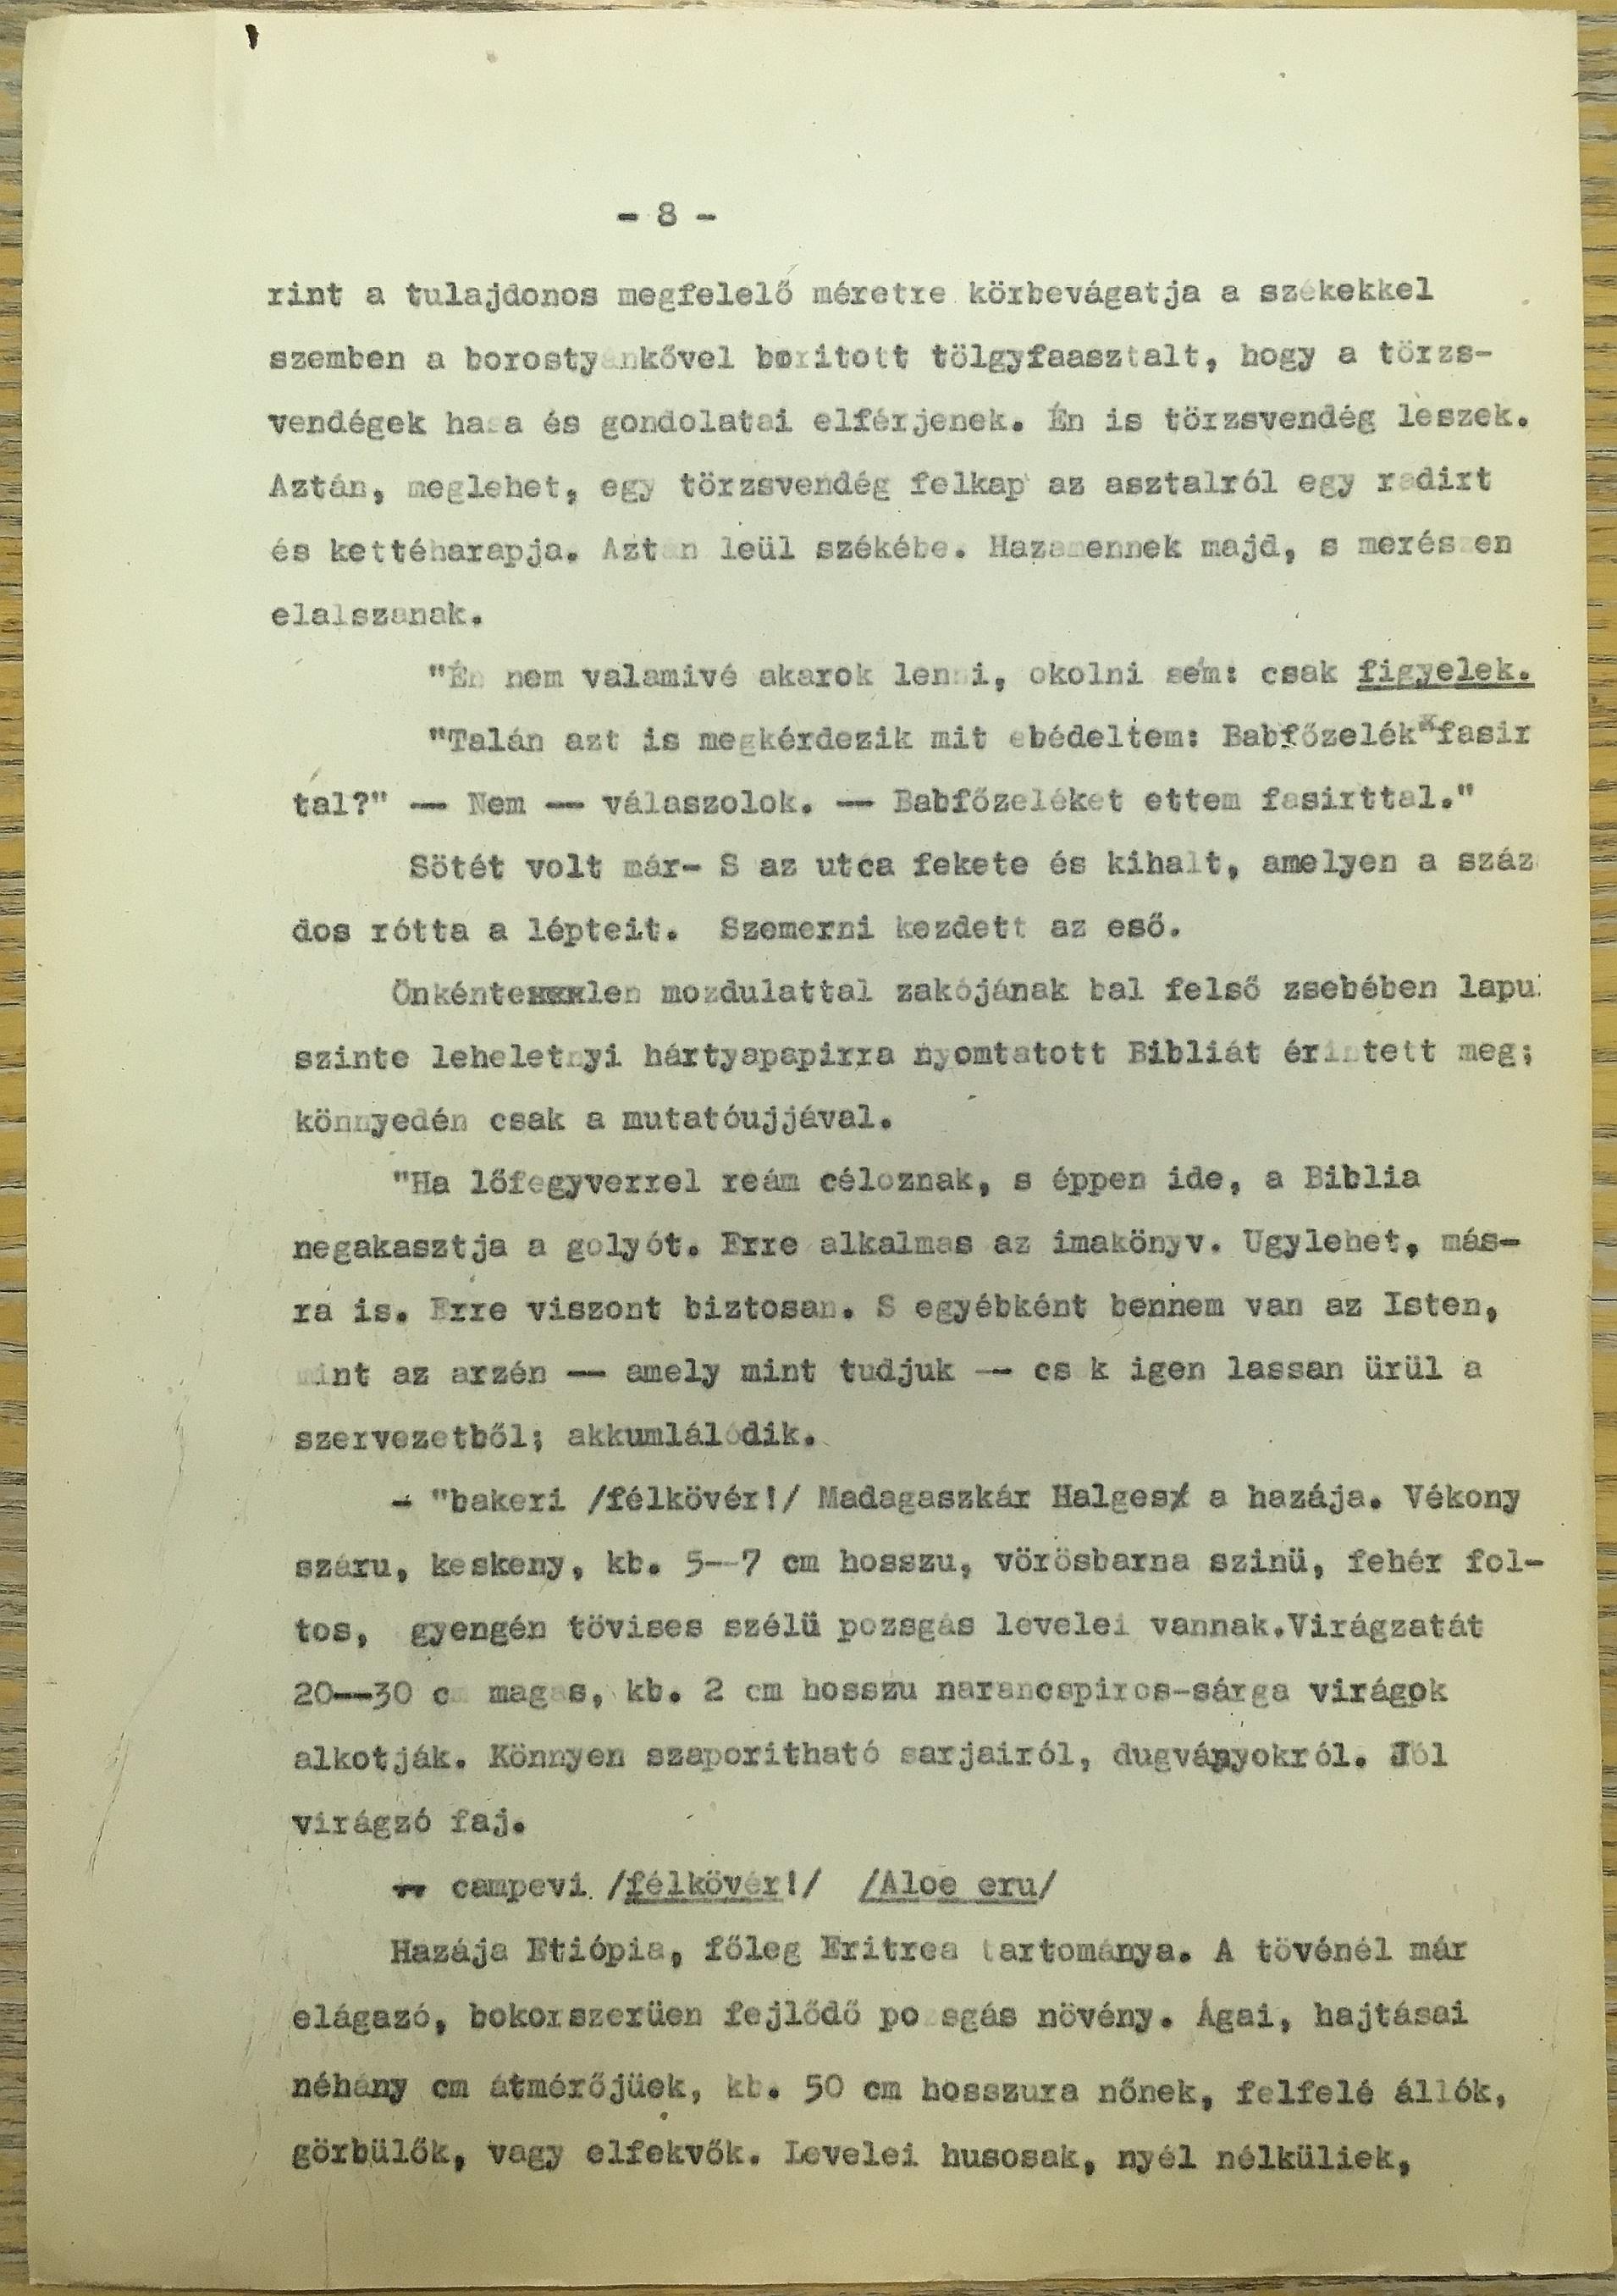 - 8 -
rint a tulajdonos megfelelő méretre körbevágatja a székekkel
szemben a borostyánkővel boritott tölgyfaasztalt, hogy a törzs-
vendégek hasa és gondolatai elférjenek. Én is törzsvendég leszek.
Aztán, meglehet, egy törzsvendég felkap az asztalról egy radirt
és kettéharapja. Aztán leül székébe. Hazamennek majd, s merészen
elalszanak.
"Én nem valamivé akarok lenni, okolni sem: csak figyelek.
"Talán azt is megkérdezik mit ebédeltem: Babfőzelék fasir
tal?" — Nem — válaszolok. — Babfőzeléket ettem fasirttal."
Sötét volt már- S az utca fekete és kihalt, amelyen a száza
dos rótta a lépteit. Szemerni kezdett az eső.
Önkéntexxxlen mozdulattal zakójának bal felső zsebében lapu
szinte leheletnyi hártyapapirra nyomtatott Bibliát érintett meg;
könnyedén csak a mutatóujjával.
"Ha lőfegyverrel reám céloznak, s éppen ide, a Biblia
negakasztja a golyót. Erre alkalmas az imakönyv. Ugylehet, más-
ra is. Erre viszont biztosan. S egyébként bennem van az Isten,
mint az arzén — amely mint tudjuk — cs k igen lassan ürül a
szervezetből; akkumlálódik.
- "bakeri /félkövér!/ Madagaszkár Halges a hazája. Vékony
száru, keskeny, kb. 5--7 cm hosszu, vörösbarna szinü, fehér fol-
tos, gyengén tövises szélü pozsgás levelei vannak.Virágzatát
20--30 cm magas, kb. 2 cm hosszu narancspiros-sárga virágok
alkotják. Könnyen szaporitható sarjairól, dugványokról. Jól
virágzó faj.
-- campevi /félkövér!/ /Aloe eru/
Hazája Etiópia, főleg Eritrea tartománya. A tövénél már
elágazó, bokorszerüen fejlődő pozsgás növény. Ágai, hajtásai
néhány cm átmérőjüek, kb. 50 cm hosszura nőnek, felfelé állók,
görbülők, vagy elfekvők. Levelei husosak, nyél nélküliek,